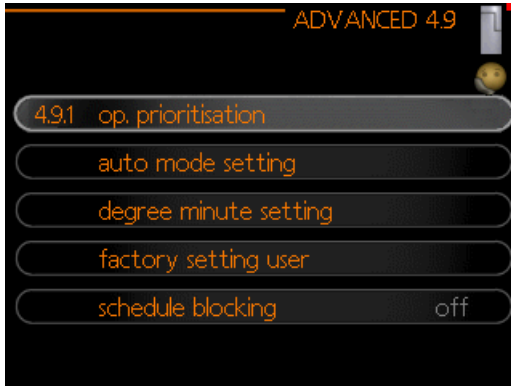 ADVANCED 4.9
4.9.1 op. prioritisation
auto mode setting
degree minute setting
factory setting user
schedule blocking off